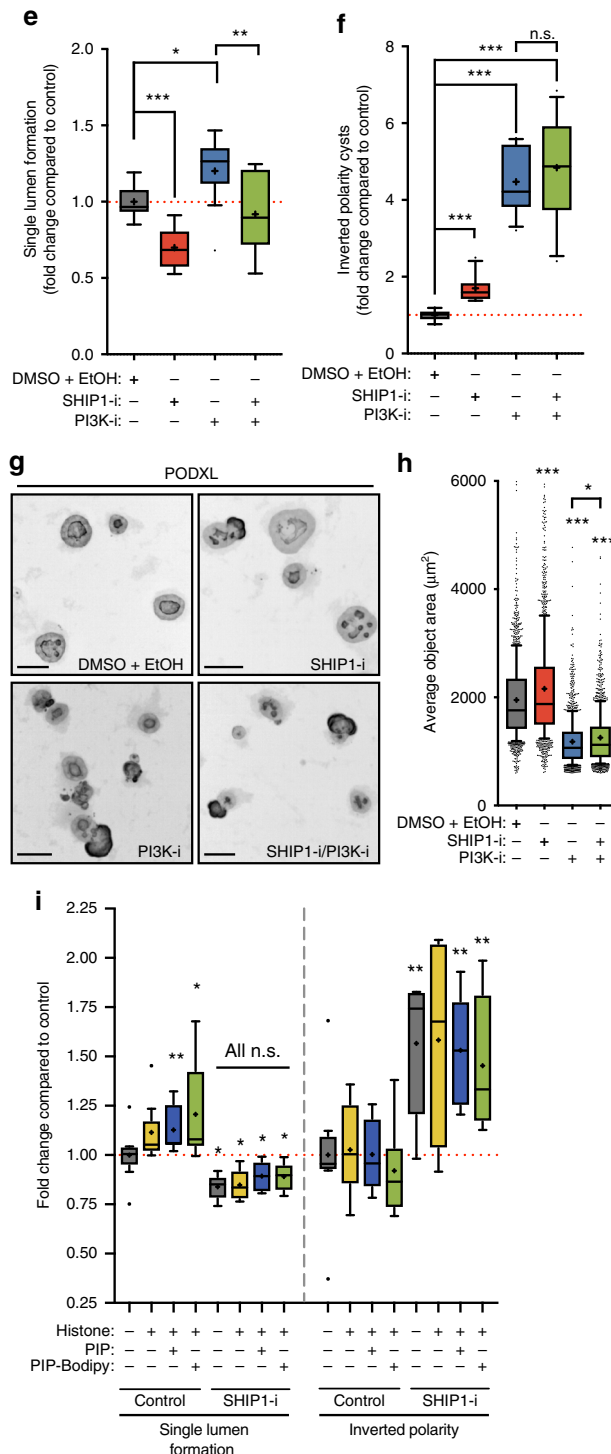 e
Single lumen formation
(fold change compared to control)
2.0
1.5
1.0
0.5
0.0
*
**
***
DMSO + EtOH: + – – –
SHIP1-i: – + – +
PI3K-i: – – + +
f
Inverted polarity cysts
(fold change compared to control)
8
6
4
2
0
n.s.
***
***
***
DMSO + EtOH: + – – –
SHIP1-i: – + – +
PI3K-i: – – + +
g
PODXL
DMSO + EtOH
SHIP1-i
PI3K-i
SHIP1-i/PI3K-i
h
Average object area (µm²)
6000
4000
2000
0
***
*
***
***
DMSO + EtOH: + – – –
SHIP1-i: – + – +
PI3K-i: – – + +
i
Fold change compared to control
2.25
2.00
1.75
1.50
1.25
1.00
0.75
0.50
0.25
**
*
All n.s.
* * * *
** ** **
Histone: – + + + – + + + – + + + – + + +
PIP: – – + – – – + – – – + – – – + –
PIP-Bodipy: – – – + – – – + – – – + – – – +
Control SHIP1-i Control SHIP1-i
Single lumen Inverted polarity
formation